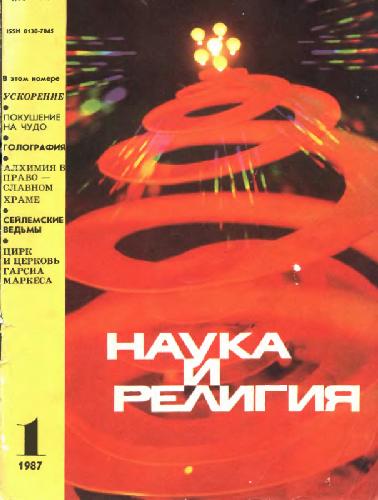 ISSN 0130-7045
В этом номере
УСКОРЕНИЕ
ПОКУШЕНИЕ
НА ЧУДО
ГОЛОГРАФИЯ
АЛХИМИЯ В
ПРАВО —
СЛАВНОМ
ХРАМЕ
СЕЙЛЕМСКИЕ
ВЕДЬМЫ
ЦИРК
И ЦЕРКОВЬ
ГАРСИА
МАРКЕСА
НАУКА
И
РЕЛИГИЯ
1
1987